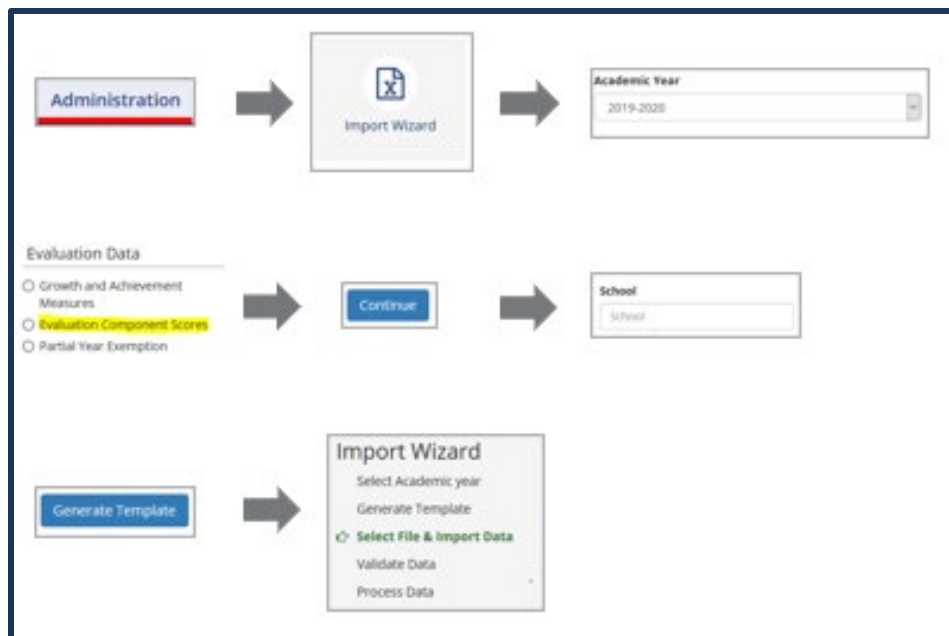 Administration
Import Wizard
Academic Year
2019-2020
Evaluation Data
Growth and Achievement
Measures
Evaluation Component Scores
Partial Year Exemption
Continue
School
School
Generate Template
Import Wizard
Select Academic year
Generate Template
Select File & Import Data
Validate Data
Process Data